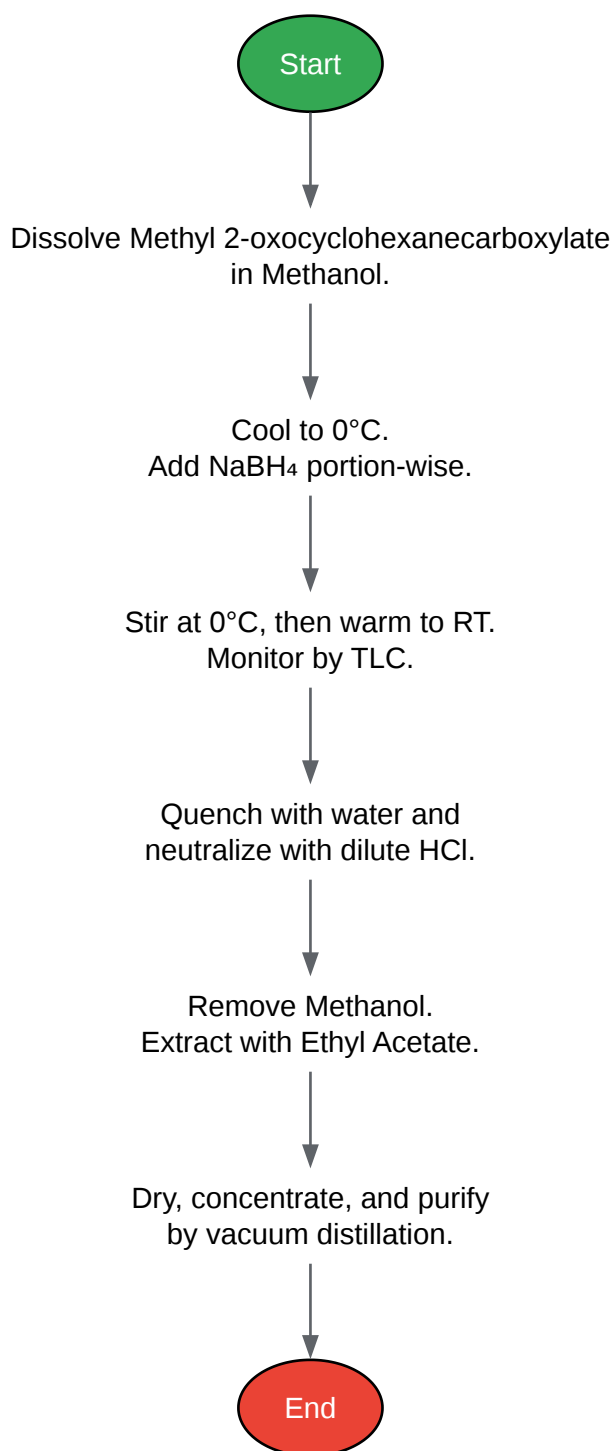 Start
Dissolve Methyl 2-oxocyclohexanecarboxylate
in Methanol.
Cool to 0°C.
Add NaBH₄ portion-wise.
Stir at 0°C, then warm to RT.
Monitor by TLC.
Quench with water and
neutralize with dilute HCl.
Remove Methanol.
Extract with Ethyl Acetate.
Dry, concentrate, and purify
by vacuum distillation.
End